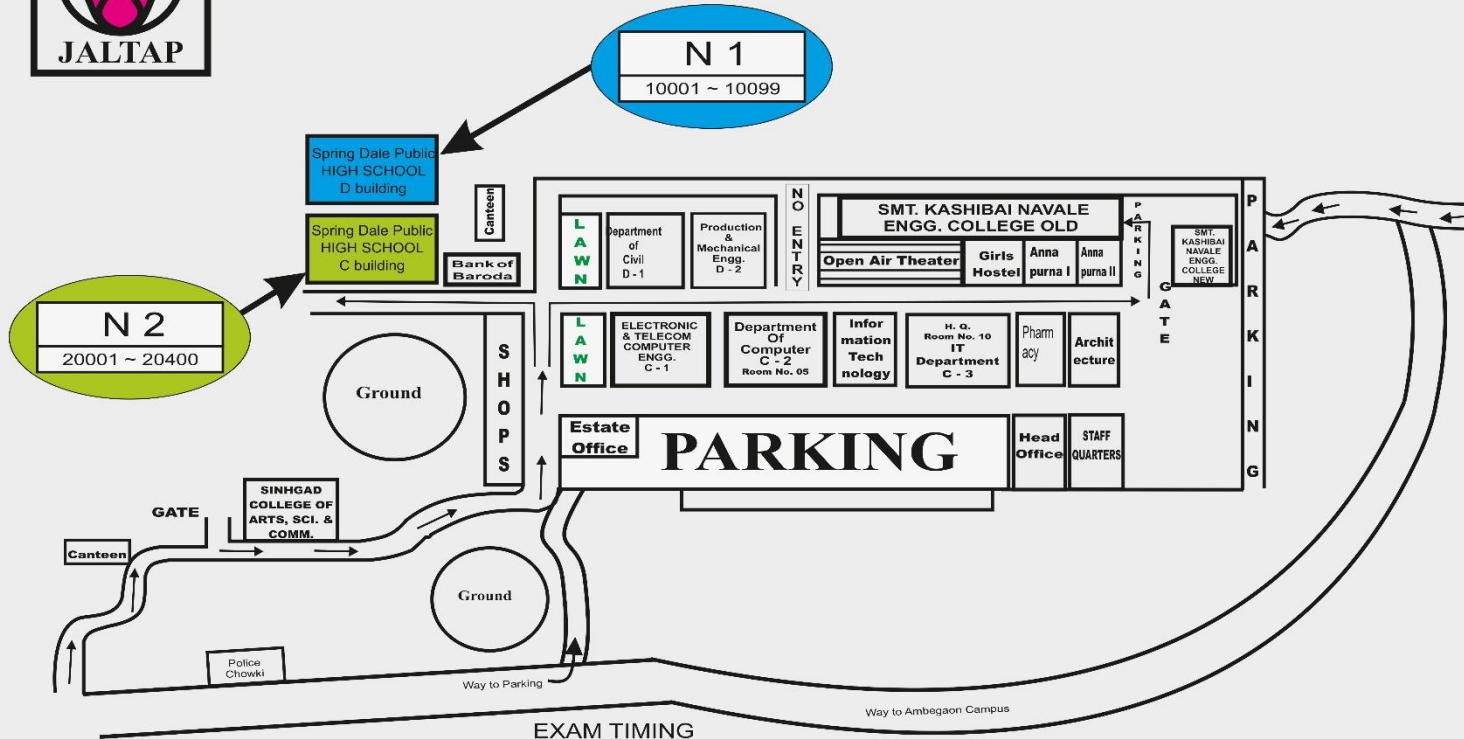 JALTAP
N 1
10001 ~ 10099
Spring Dale Public
HIGH SCHOOL
D building
Spring Dale Public
HIGH SCHOOL
C building
N 2
20001 ~ 20400
Canteen
Bank of
Baroda
LAWN
Department
of
Civil
D - 1
Production
&
Mechanical
Engg.
D - 2
NO ENTRY
SMT. KASHIBAI NAVALE
ENGG. COLLEGE OLD
Open Air Theater
Girls
Hostel
Anna
purna I
Anna
purna II
PARKING
SMT.
KASHIBAI
NAVALE
ENGG.
COLLEGE
NEW
GATE
PARKING
SHOPS
Ground
LAWN
ELECTRONIC
& TELECOM
COMPUTER
ENGG.
C - 1
Department
Of
Computer
C - 2
Room No. 05
Infor
mation
Tech
nology
H. Q.
Room No. 10
IT
Department
C - 3
Pharm
acy
Archit
ecture
Estate
Office
PARKING
Head
Office
STAFF
QUARTERS
GATE
SINHGAD
COLLEGE OF
ARTS, SCI. &
COMM.
Canteen
Ground
Police
Chowki
Way to Parking
Way to Ambegaon Campus
EXAM TIMING